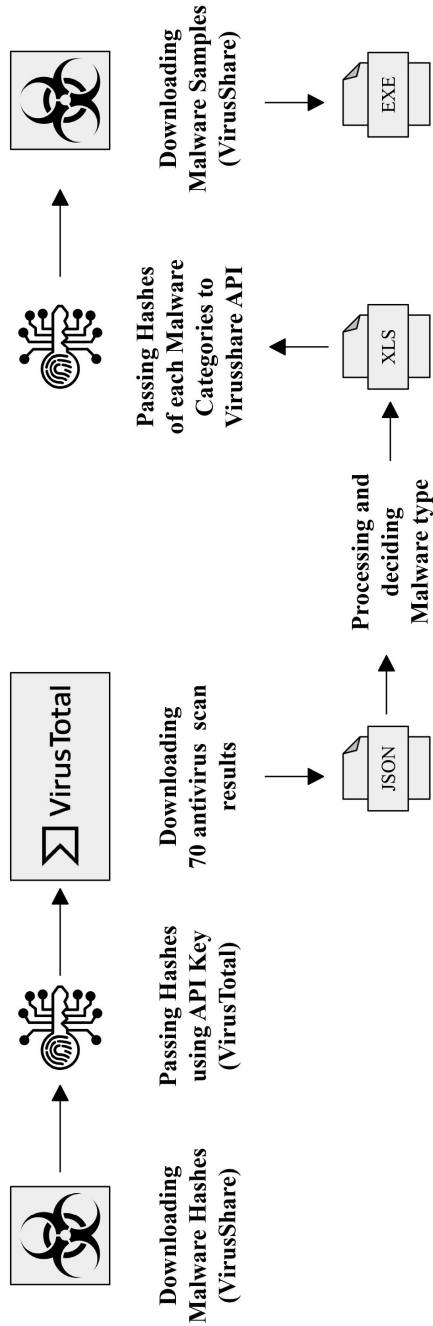 Downloading
Malware Hashes
(VirusShare)
Passing Hashes
using API Key
(VirusTotal)
VirusTotal
Downloading
70 antivirus scan
results
JSON
Processing and
deciding
Malware type
XLS
Passing Hashes
of each Malware
Categories to
Virusshare API
Downloading
Malware Samples
(VirusShare)
EXE